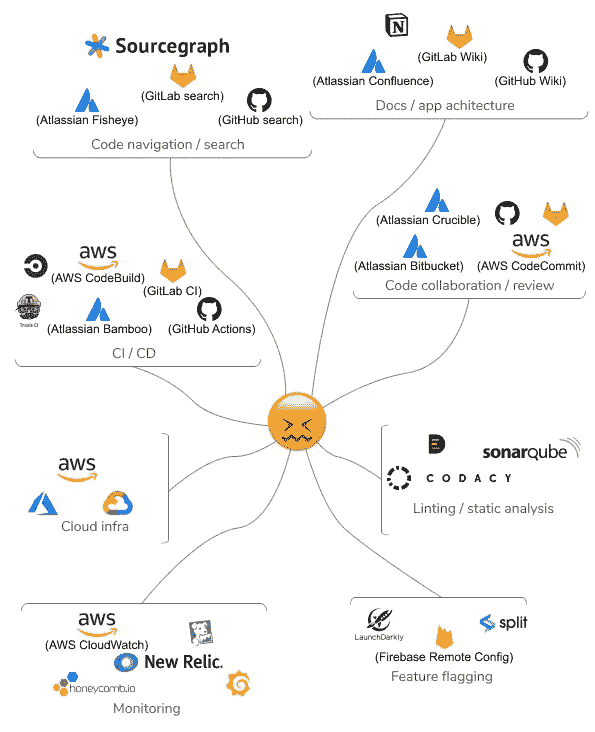 Sourcegraph
(GitLab search)
(Atlassian Fisheye)
(GitHub search)
Code navigation / search
N
(GitLab Wiki)
(Atlassian Confluence)
(GitHub Wiki)
Docs / app achitecture
(Atlassian Crucible)
aws
(Atlassian Bitbucket)
(AWS CodeCommit)
Code collaboration / review
aws
(AWS CodeBuild)
(GitLab CI)
Travis CI
(Atlassian Bamboo)
(GitHub Actions)
CI / CD
aws
Cloud infra
sonarqube
CODACY
Linting / static analysis
aws
(AWS CloudWatch)
New Relic.
honeycomb.io
Monitoring
LaunchDarkly
split
(Firebase Remote Config)
Feature flagging